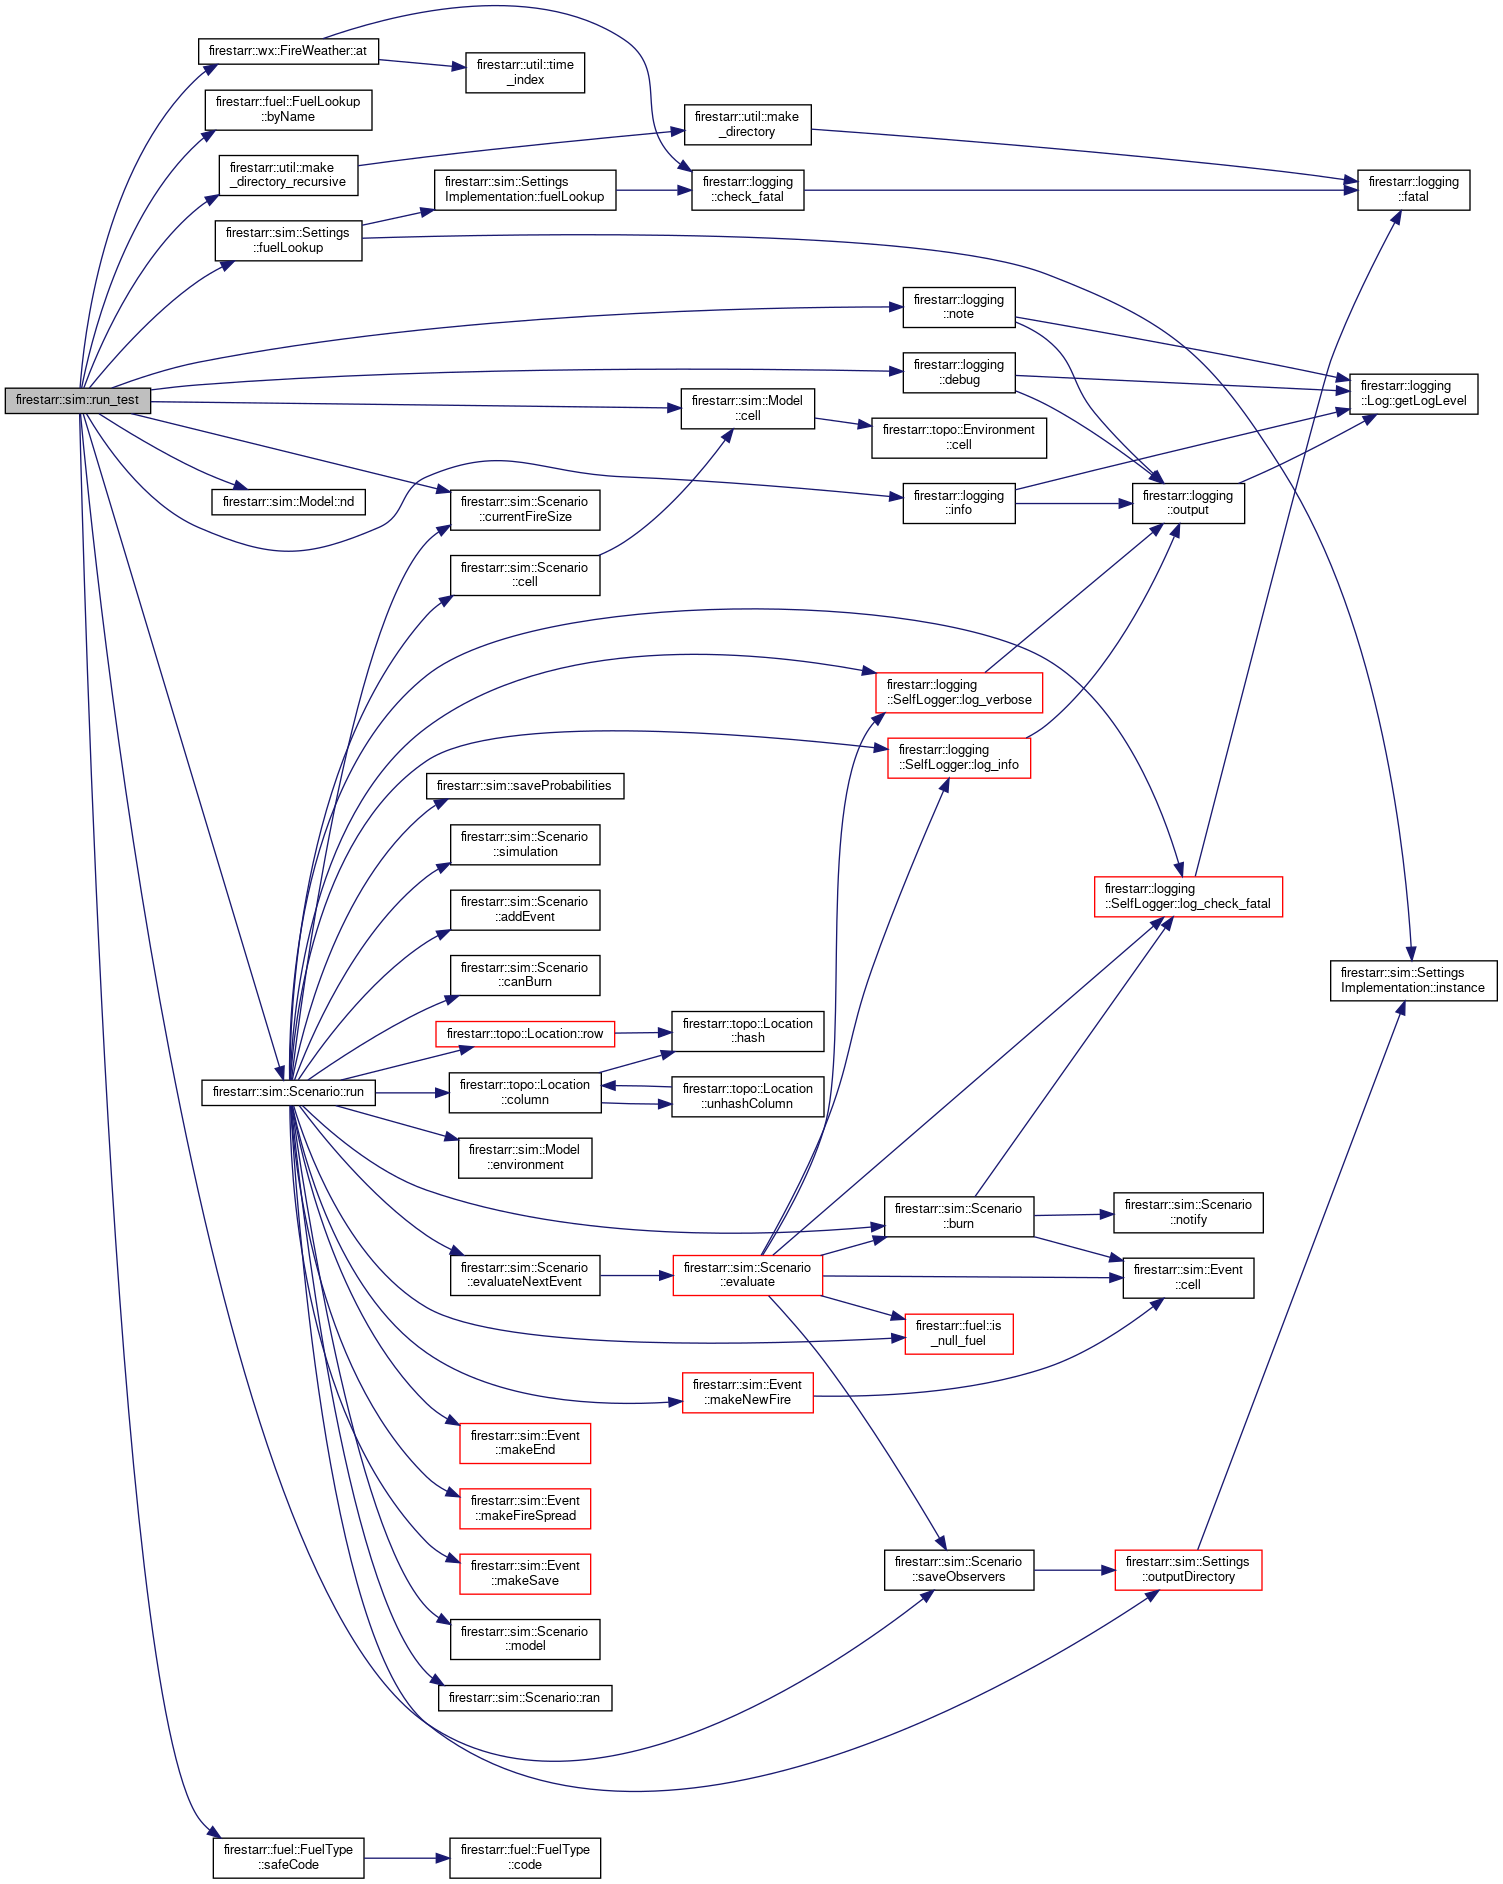 firestarr::wx::FireWeather::at
firestarr::util::time
_index
firestarr::fuel::FuelLookup
::byName
firestarr::util::make
_directory
firestarr::util::make
_directory_recursive
firestarr::sim::Settings
Implementation::fuelLookup
firestarr::logging
::check_fatal
firestarr::logging
::fatal
firestarr::sim::Settings
::fuelLookup
firestarr::logging
::note
firestarr::logging
::debug
firestarr::logging
::Log::getLogLevel
firestarr::sim::run_test
firestarr::sim::Model
::cell
firestarr::topo::Environment
::cell
firestarr::sim::Model::nd
firestarr::sim::Scenario
::currentFireSize
firestarr::logging
::info
firestarr::logging
::output
firestarr::sim::Scenario
::cell
firestarr::logging
::SelfLogger::log_verbose
firestarr::logging
::SelfLogger::log_info
firestarr::sim::saveProbabilities
firestarr::sim::Scenario
::simulation
firestarr::logging
::SelfLogger::log_check_fatal
firestarr::sim::Scenario
::addEvent
firestarr::sim::Scenario
::canBurn
firestarr::sim::Settings
Implementation::instance
firestarr::topo::Location::row
firestarr::topo::Location
::hash
firestarr::sim::Scenario::run
firestarr::topo::Location
::column
firestarr::topo::Location
::unhashColumn
firestarr::sim::Model
::environment
firestarr::sim::Scenario
::burn
firestarr::sim::Scenario
::notify
firestarr::sim::Scenario
::evaluateNextEvent
firestarr::sim::Scenario
::evaluate
firestarr::sim::Event
::cell
firestarr::fuel::is
_null_fuel
firestarr::sim::Event
::makeNewFire
firestarr::sim::Event
::makeEnd
firestarr::sim::Event
::makeFireSpread
firestarr::sim::Event
::makeSave
firestarr::sim::Scenario
::saveObservers
firestarr::sim::Settings
::outputDirectory
firestarr::sim::Scenario
::model
firestarr::sim::Scenario::ran
firestarr::fuel::FuelType
::safeCode
firestarr::fuel::FuelType
::code